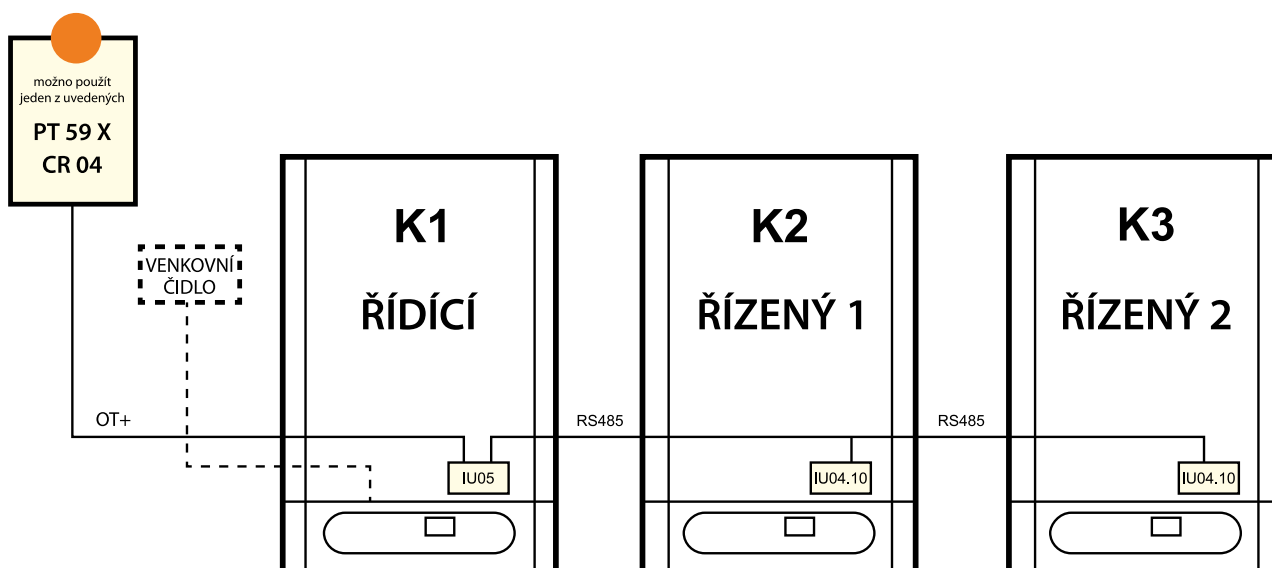 možno použít
jeden z uvedených
PT 59 X
CR 04
VENKOVNÍ
ČIDLO
OT+
K1
ŘÍDÍCÍ
IU05
RS485
K2
ŘÍZENÝ 1
IU04.10
RS485
K3
ŘÍZENÝ 2
IU04.10